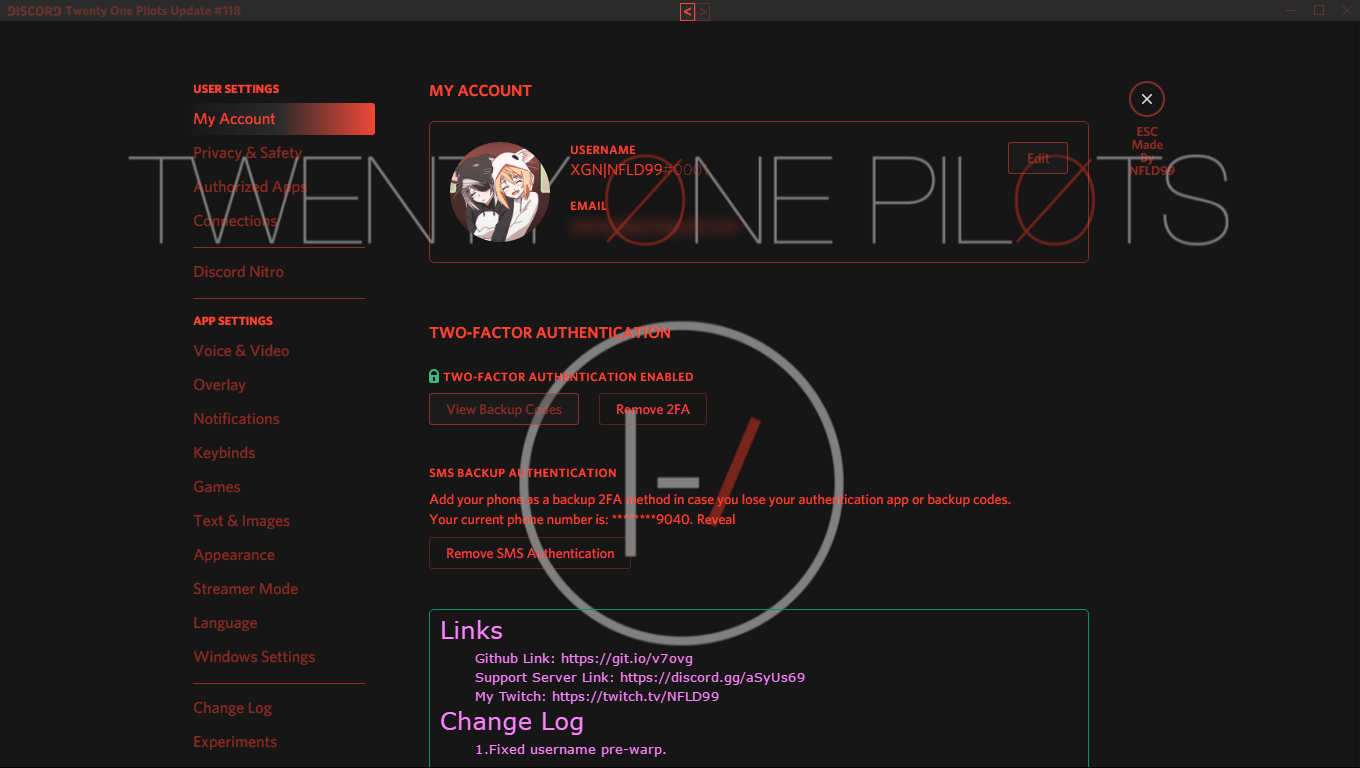 DISCORD Twenty One Pilots Update #118
< >
USER SETTINGS
My Account
Privacy & Safety
Authorized Apps
Connections
Discord Nitro
APP SETTINGS
Voice & Video
Overlay
Notifications
Keybinds
Games
Text & Images
Appearance
Streamer Mode
Language
Windows Settings
Change Log
Experiments
TWENTY ØNE PILØTS
MY ACCOUNT
USERNAME
XGN|NFLD99#0001
EMAIL
Edit
ESC
Made
By
NFLD99
TWO-FACTOR AUTHENTICATION
TWO-FACTOR AUTHENTICATION ENABLED
View Backup Codes
Remove 2FA
SMS BACKUP AUTHENTICATION
Add your phone as a backup 2FA method in case you lose your authentication app or backup codes.
Your current phone number is: ********9040. Reveal
Remove SMS Authentication
|-/
Links
Github Link: https://git.io/v7ovg
Support Server Link: https://discord.gg/aSyUs69
My Twitch: https://twitch.tv/NFLD99
Change Log
1.Fixed username pre-warp.